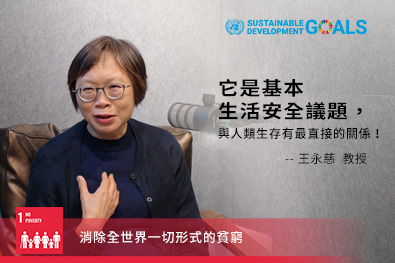 SUSTAINABLE
DEVELOPMENT GOALS
它是基本
生活安全議題，
與人類生存有最直接的關係！
-- 王永慈 教授
1 NO
POVERTY
消除全世界一切形式的貧窮